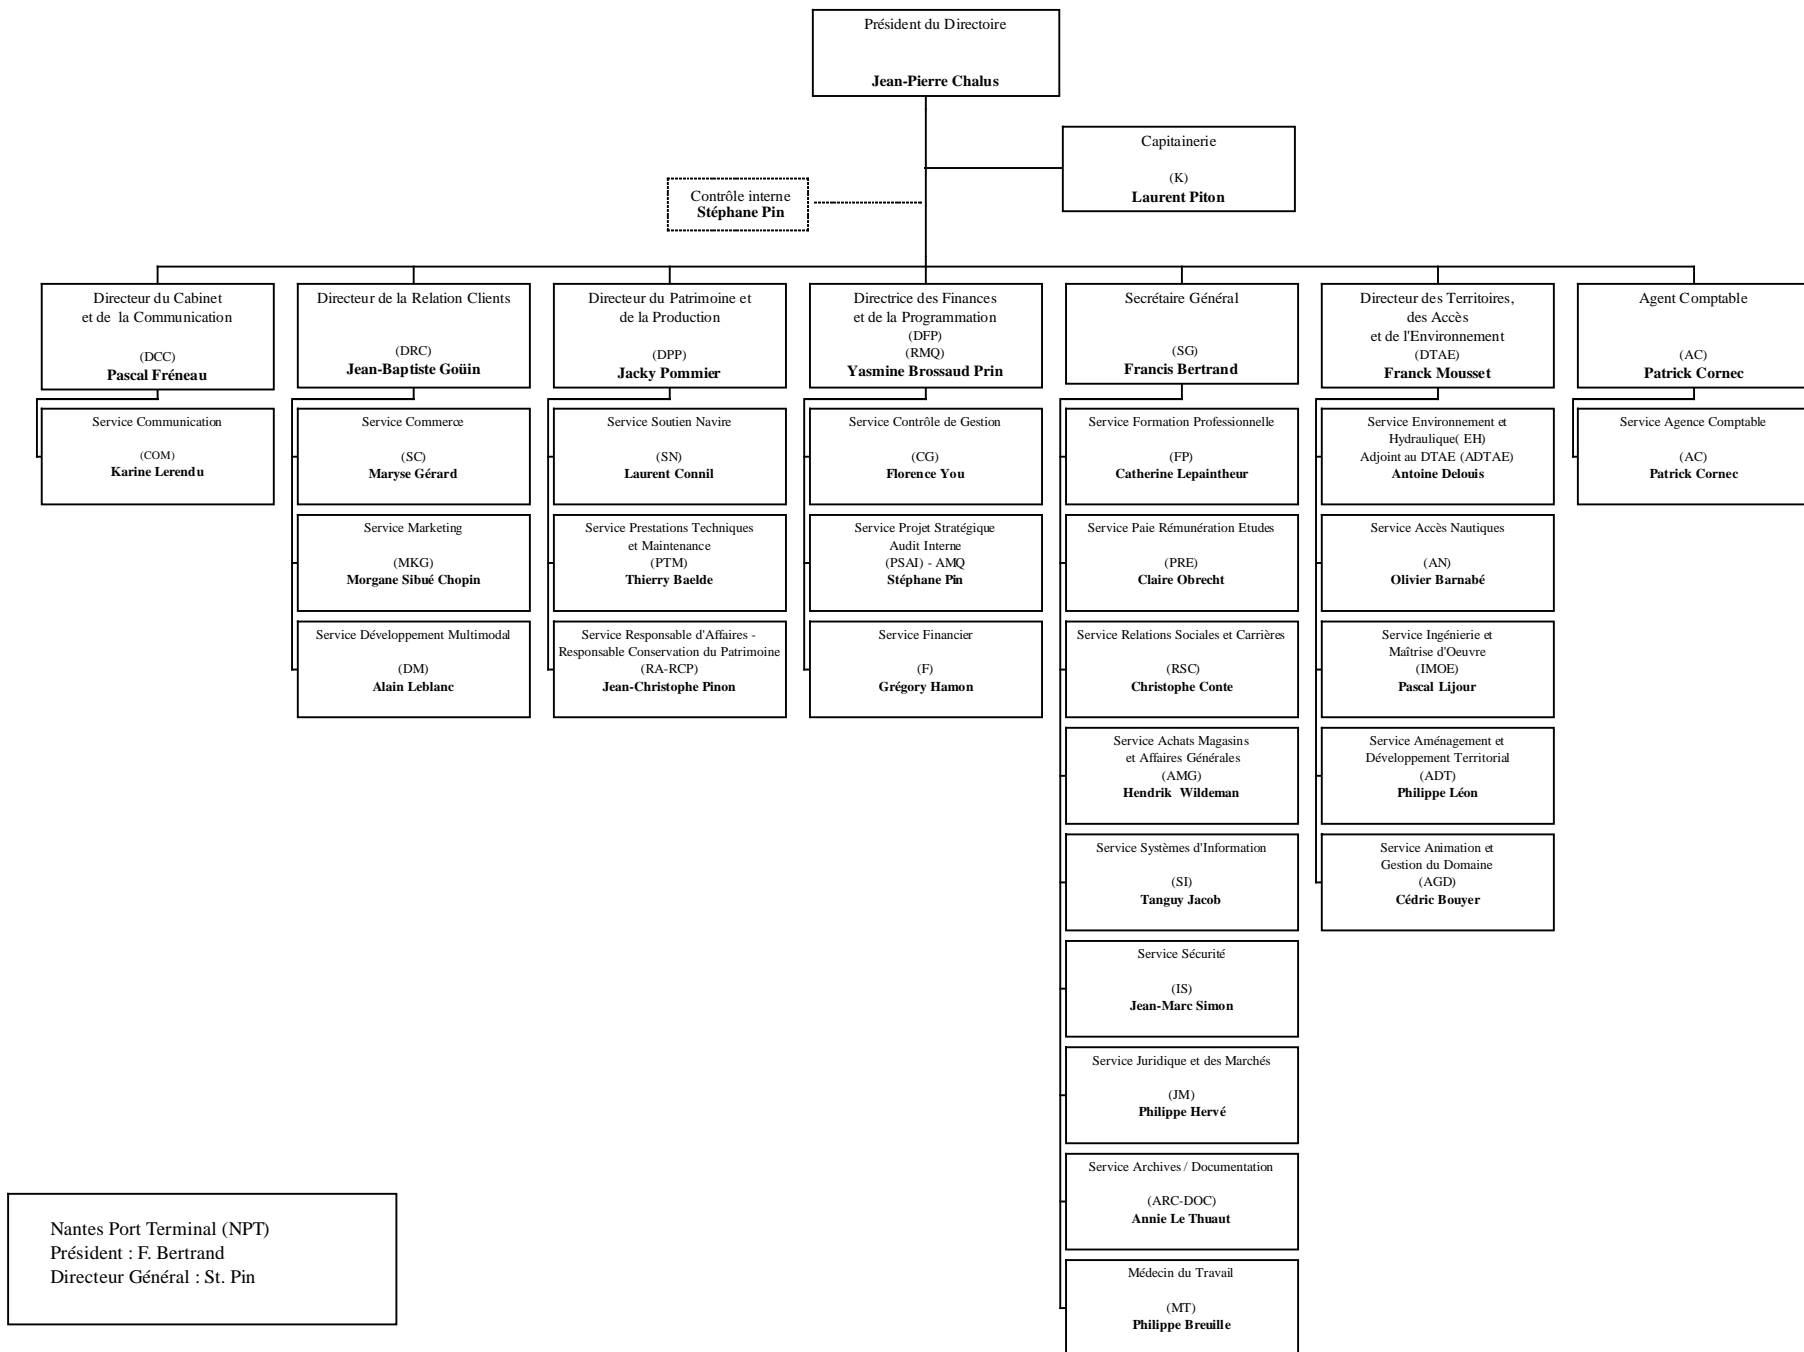 Président du Directoire
Jean-Pierre Chalus
Capitainerie
(K)
Laurent Piton
Contrôle interne
Stéphane Pin
Directeur du Cabinet
et de la Communication
(DCC)
Pascal Fréneau
Directeur de la Relation Clients
(DRC)
Jean-Baptiste Goüin
Directeur du Patrimoine et
de la Production
(DPP)
Jacky Pommier
Directrice des Finances
et de la Programmation
(DFP)
(RMQ)
Yasmine Brossaud Prin
Secrétaire Général
(SG)
Francis Bertrand
Directeur des Territoires,
des Accès
et de l'Environnement
(DTAE)
Franck Mousset
Agent Comptable
(AC)
Patrick Cornec
Service Communication
(COM)
Karine Lerendu
Service Commerce
(SC)
Maryse Gérard
Service Marketing
(MKG)
Morgane Sibué Chopin
Service Développement Multimodal
(DM)
Alain Leblanc
Service Soutien Navire
(SN)
Laurent Connil
Service Prestations Techniques
et Maintenance
(PTM)
Thierry Baelde
Service Responsable d'Affaires -
Responsable Conservation du Patrimoine
(RA-RCP)
Jean-Christophe Pinon
Service Contrôle de Gestion
(CG)
Florence You
Service Projet Stratégique
Audit Interne
(PSAI) - AMQ
Stéphane Pin
Service Financier
(F)
Grégory Hamon
Service Formation Professionnelle
(FP)
Catherine Lepaintheur
Service Paie Rémunération Etudes
(PRE)
Claire Obrecht
Service Relations Sociales et Carrières
(RSC)
Christophe Conte
Service Achats Magasins
et Affaires Générales
(AMG)
Hendrik Wildeman
Service Systèmes d'Information
(SI)
Tanguy Jacob
Service Sécurité
(IS)
Jean-Marc Simon
Service Juridique et des Marchés
(JM)
Philippe Hervé
Service Archives / Documentation
(ARC-DOC)
Annie Le Thuaut
Médecin du Travail
(MT)
Philippe Breuille
Service Environnement et
Hydraulique( EH)
Adjoint au DTAE (ADTAE)
Antoine Delouis
Service Accès Nautiques
(AN)
Olivier Barnabé
Service Ingénierie et
Maîtrise d'Oeuvre
(IMOE)
Pascal Lijour
Service Aménagement et
Développement Territorial
(ADT)
Philippe Léon
Service Animation et
Gestion du Domaine
(AGD)
Cédric Bouyer
Service Agence Comptable
(AC)
Patrick Cornec
Nantes Port Terminal (NPT)
Président : F. Bertrand
Directeur Général : St. Pin